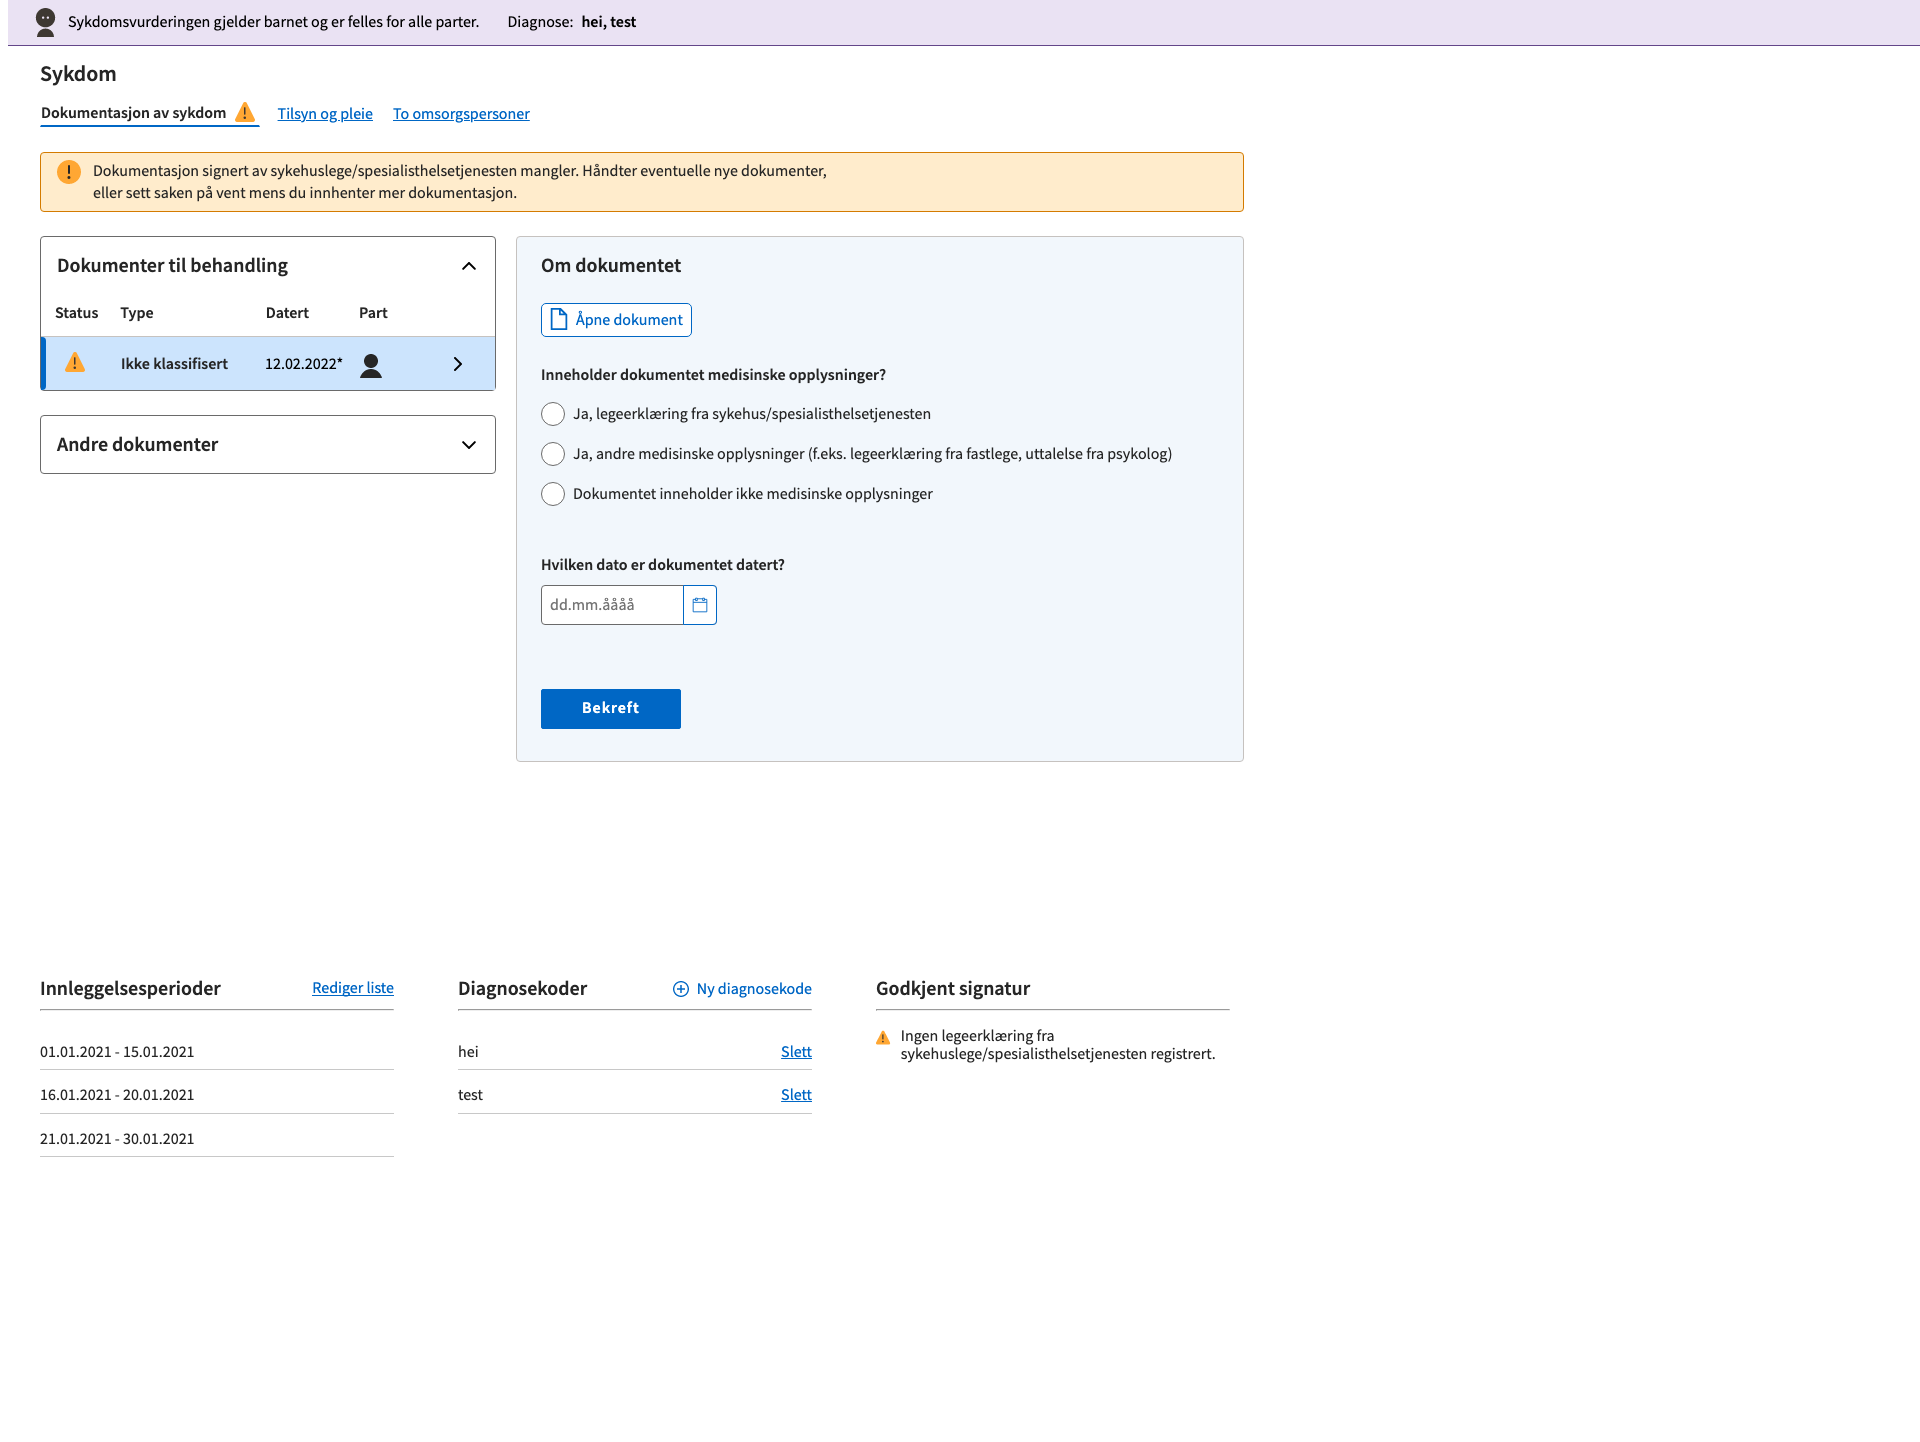 Sykdomsvurderingen gjelder barnet og er felles for alle parter. Diagnose: hei, test
Sykdom
Dokumentasjon av sykdom Tilsyn og pleie To omsorgspersoner
Dokumentasjon signert av sykehuslege/spesialisthelsetjenesten mangler. Håndter eventuelle nye dokumenter,
eller sett saken på vent mens du innhenter mer dokumentasjon.
Dokumenter til behandling
Status Type Datert Part
Ikke klassifisert 12.02.2022*
Andre dokumenter
Om dokumentet
Åpne dokument
Inneholder dokumentet medisinske opplysninger?
Ja, legeerklæring fra sykehus/spesialisthelsetjenesten
Ja, andre medisinske opplysninger (f.eks. legeerklæring fra fastlege, uttalelse fra psykolog)
Dokumentet inneholder ikke medisinske opplysninger
Hvilken dato er dokumentet datert?
dd.mm.åååå
Bekreft
Innleggelsesperioder Rediger liste
01.01.2021 - 15.01.2021
16.01.2021 - 20.01.2021
21.01.2021 - 30.01.2021
Diagnosekoder Ny diagnosekode
hei Slett
test Slett
Godkjent signatur
Ingen legeerklæring fra
sykehuslege/spesialisthelsetjenesten registrert.